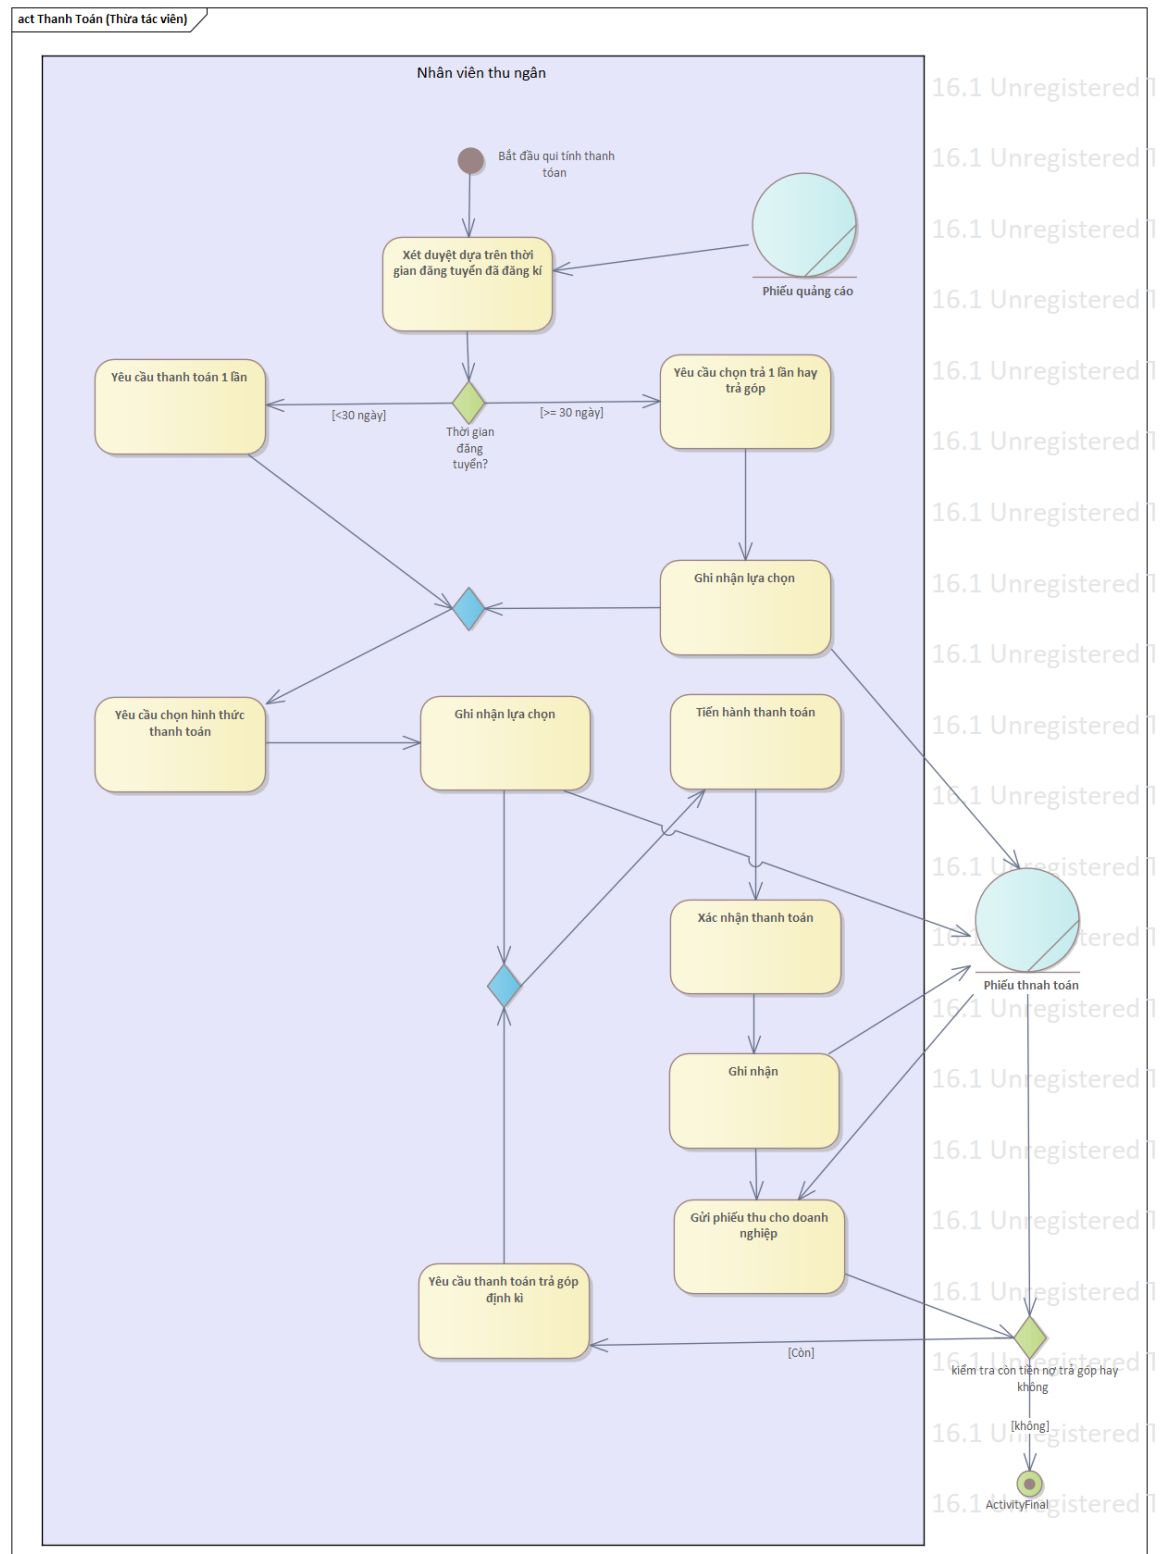 act Thanh Toán (Thừa tác viên)
Nhân viên thu ngân
16.1 Unregistered T
Bắt đầu qui tính thanh
tóan
16.1 Unregistered T
16.1 Unregistered T
Xét duyệt dựa trên thời
gian đăng tuyển đã đăng kí
Phiếu quảng cáo
16.1 Unregistered T
Yêu cầu thanh toán 1 lần
Yêu cầu chọn trả 1 lần hay
trả góp
16.1 Unregistered T
[<30 ngày]
[>= 30 ngày]
Thời gian
đăng
tuyển?
16.1 Unregistered T
16.1 Unregistered T
Ghi nhận lựa chọn
16.1 Unregistered T
16.1 Unregistered T
Yêu cầu chọn hình thức
thanh toán
Ghi nhận lựa chọn
Tiến hành thanh toán
16.1 Unregistered T
16.1 Unregistered T
16.1 Unregistered T
Xác nhận thanh toán
16.1 Unregistered T
Phiếu thnah toán
16.1 Unregistered T
Ghi nhận
16.1 Unregistered T
16.1 Unregistered T
Gửi phiếu thu cho doanh
nghiệp
16.1 Unregistered T
Yêu cầu thanh toán trả góp
định kì
16.1 Unregistered T
[Còn]
16.1 Unregistered T
kiểm tra còn tiền nợ trả góp hay
không
[không]
16.1 Unregistered T
16.1 Unregistered T
ActivityFinal